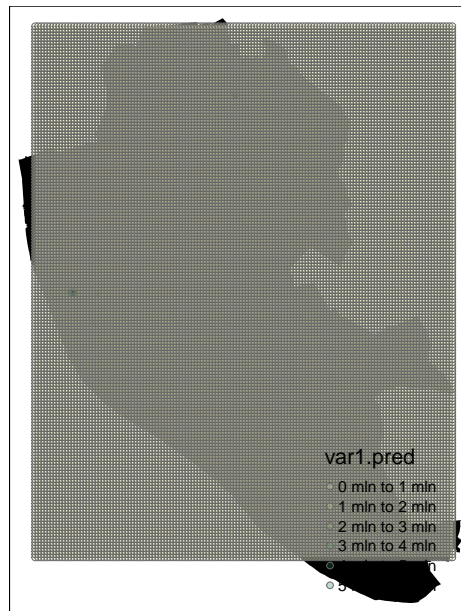 var1.pred
0 mln to 1 mln
1 mln to 2 mln
2 mln to 3 mln
3 mln to 4 mln